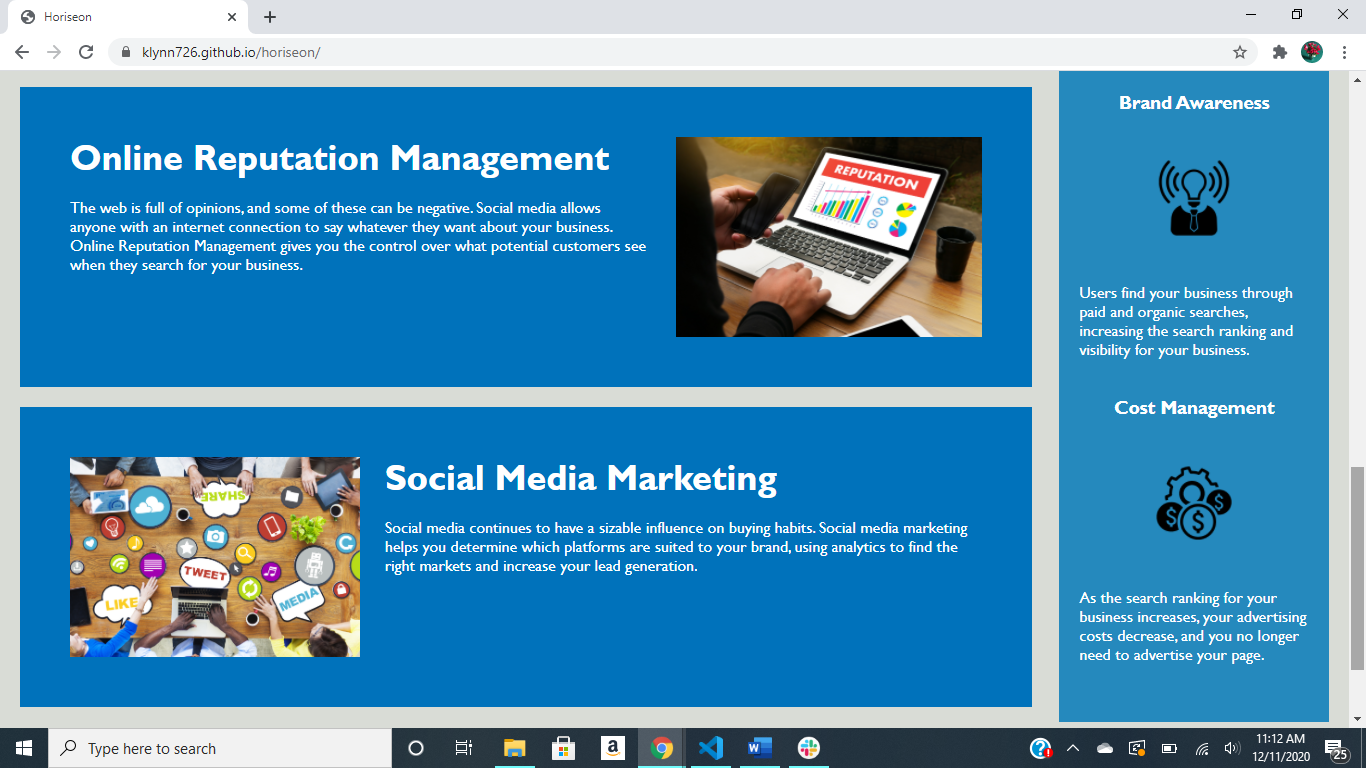 Horiseon
klynn726.github.io/horiseon/
Online Reputation Management
The web is full of opinions, and some of these can be negative. Social media allows
anyone with an internet connection to say whatever they want about your business.
Online Reputation Management gives you the control over what potential customers see
when they search for your business.
REPUTATION
Social Media Marketing
Social media continues to have a sizable influence on buying habits. Social media marketing
helps you determine which platforms are suited to your brand, using analytics to find the
right markets and increase your lead generation.
SHARE
TWEET
LIKE
MEDIA
Brand Awareness
Users find your business through
paid and organic searches,
increasing the search ranking and
visibility for your business.
Cost Management
$
$
$
As the search ranking for your
business increases, your advertising
costs decrease, and you no longer
need to advertise your page.
Type here to search
a
W
?
!
11:12 AM
12/11/2020
25